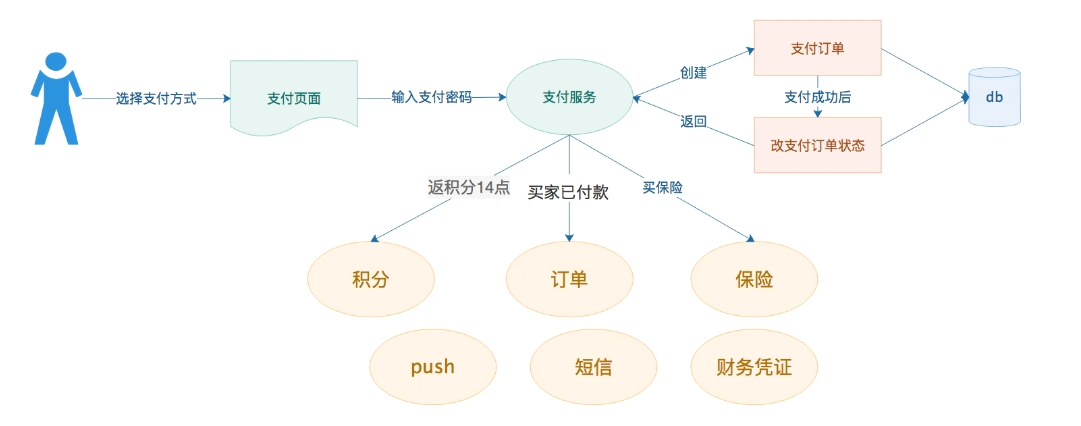 支付订单
创建
选择支付方式
支付页面
输入支付密码
支付服务
支付成功后
db
返回
改支付订单状态
返积分14点
买家已付款
买保险
积分
订单
保险
push
短信
财务凭证